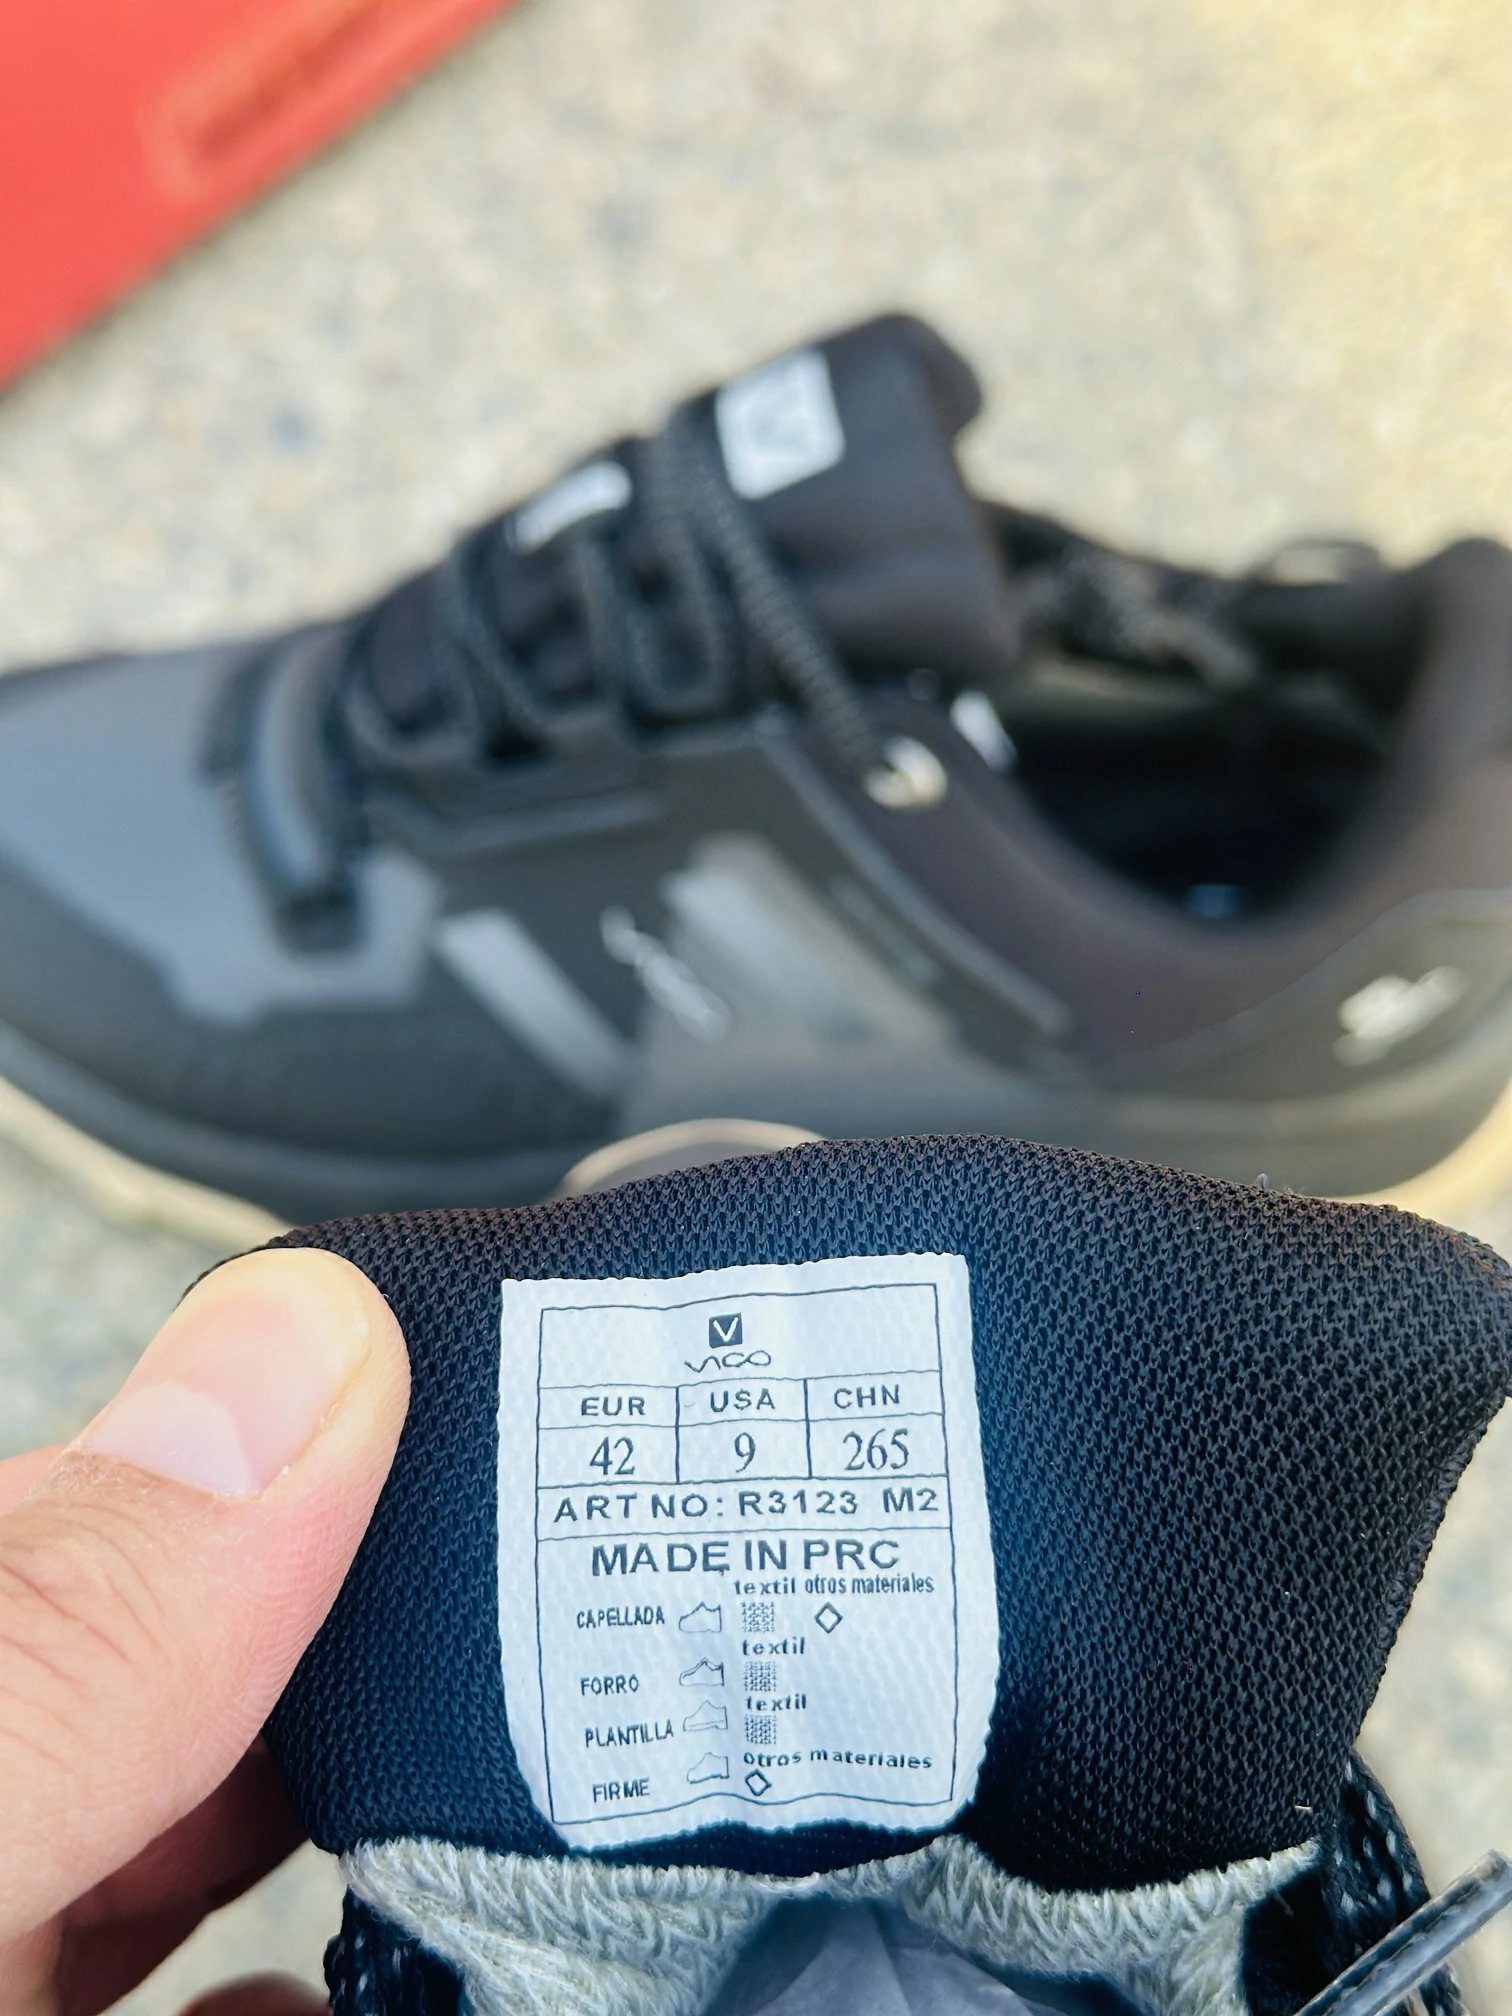 V
vico
EUR USA CHN
42 9 265
ART NO: R3123 M2
MADE IN PRC
textil otros materiales
CAPELLADA
textil
FORRO
textil
PLANTILLA
otros materiales
FIRME